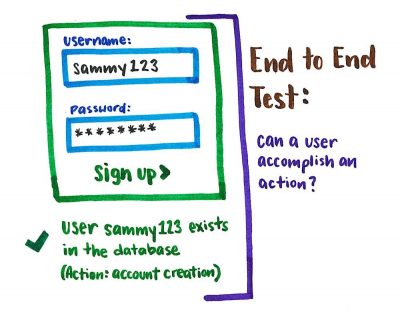 username:
sammy123
Password:
********
Sign up >
User sammy123 exists
in the database
(Action: account creation)
End to End
Test:
can a user
accomplish an
action?